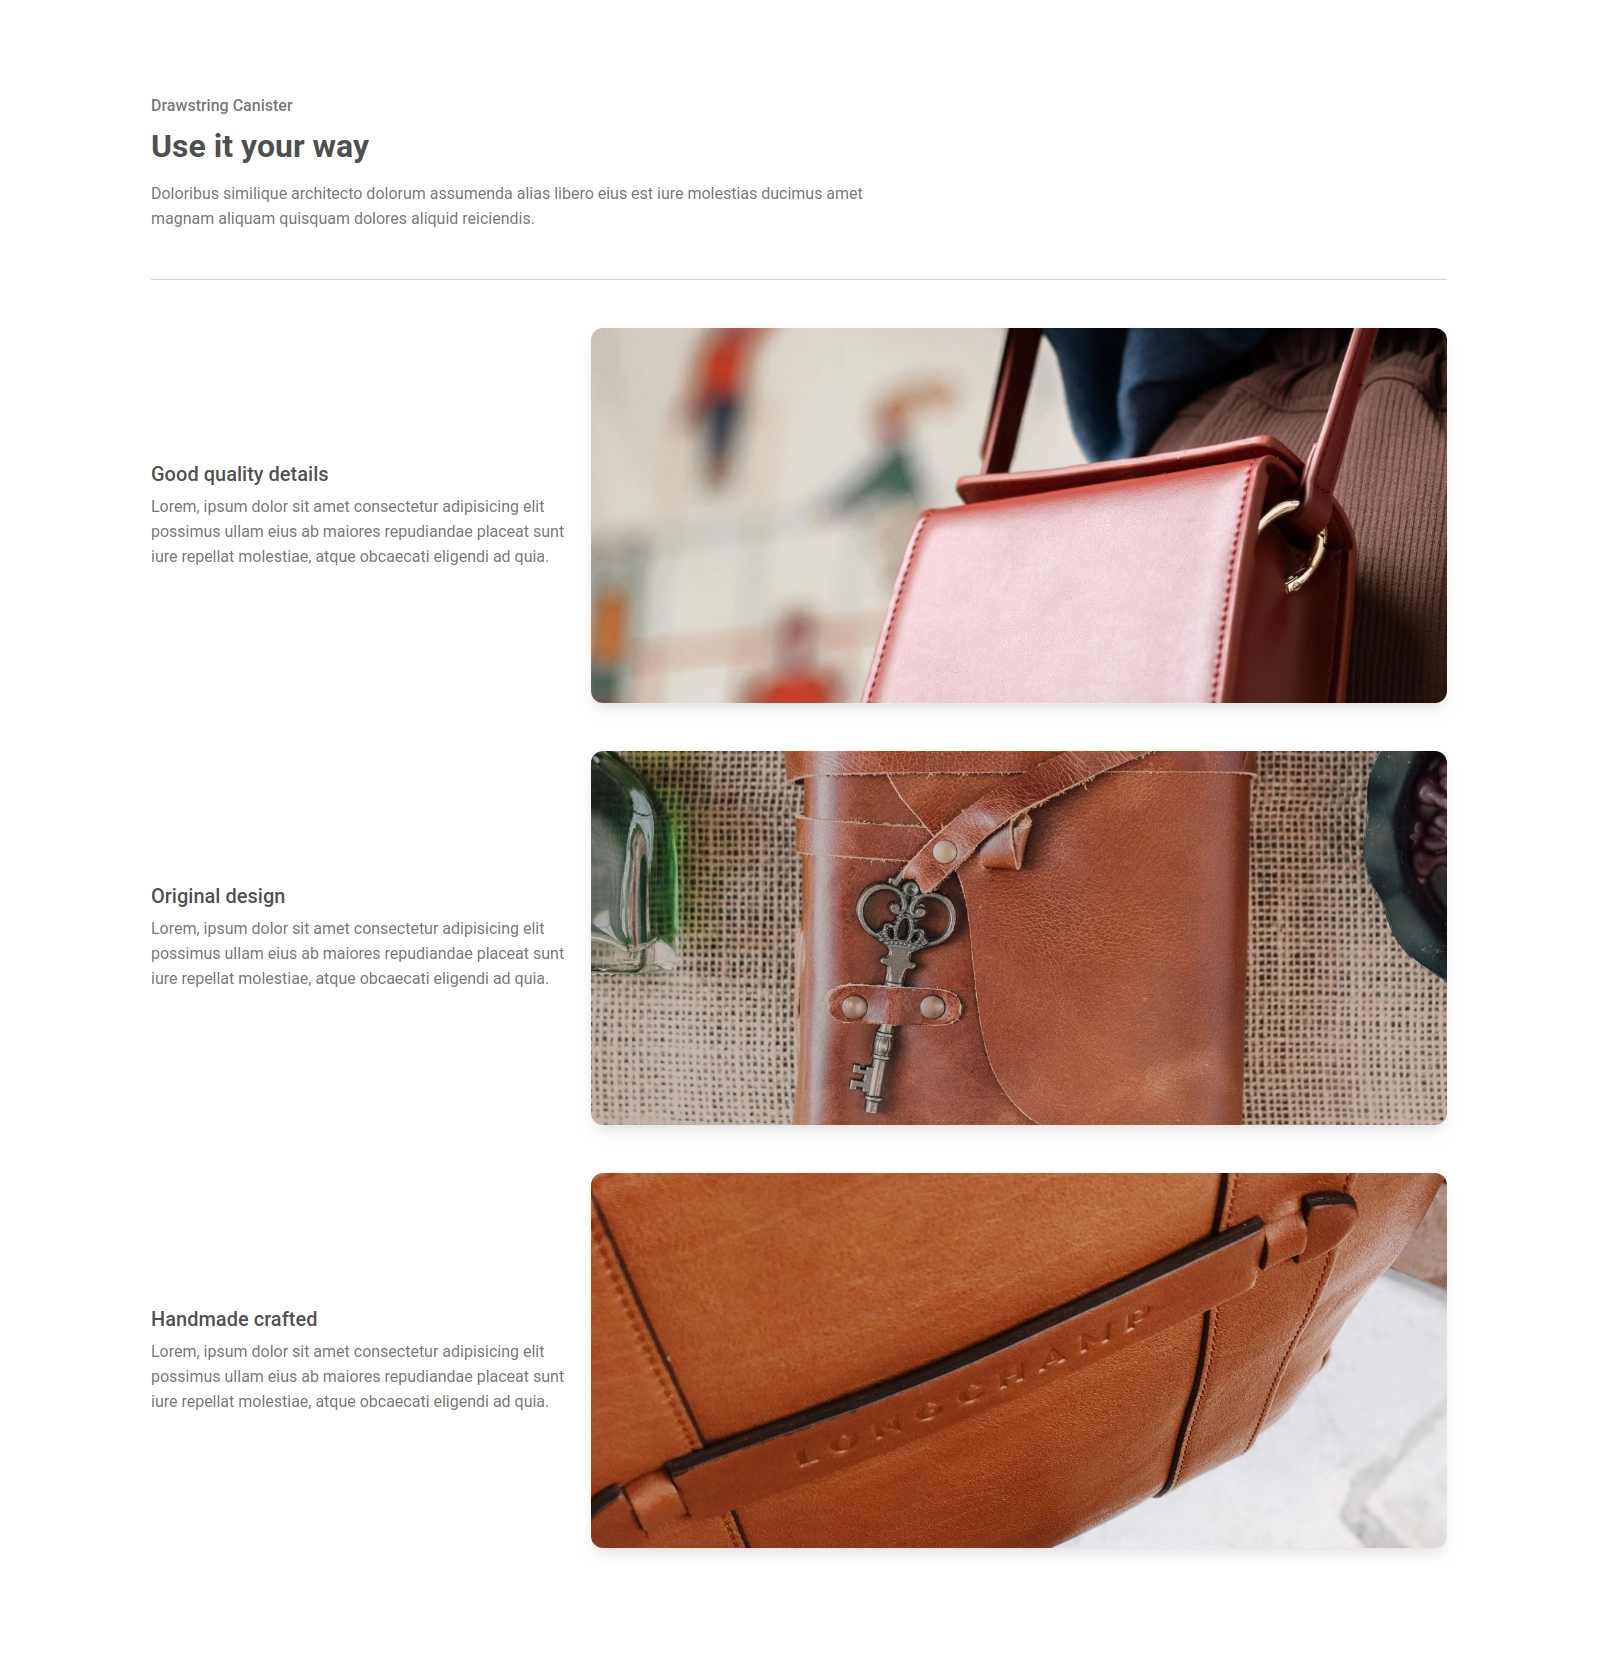 Drawstring Canister
Use it your way
Doloribus similique architecto dolorum assumenda alias libero eius est iure molestias ducimus amet
magnam aliquam quisquam dolores aliquid reiciendis.
Good quality details
Lorem, ipsum dolor sit amet consectetur adipisicing elit
possimus ullam eius ab maiores repudiandae placeat sunt
iure repellat molestiae, atque obcaecati eligendi ad quia.
Original design
Lorem, ipsum dolor sit amet consectetur adipisicing elit
possimus ullam eius ab maiores repudiandae placeat sunt
iure repellat molestiae, atque obcaecati eligendi ad quia.
Handmade crafted
Lorem, ipsum dolor sit amet consectetur adipisicing elit
possimus ullam eius ab maiores repudiandae placeat sunt
iure repellat molestiae, atque obcaecati eligendi ad quia.
LONGCHAMP